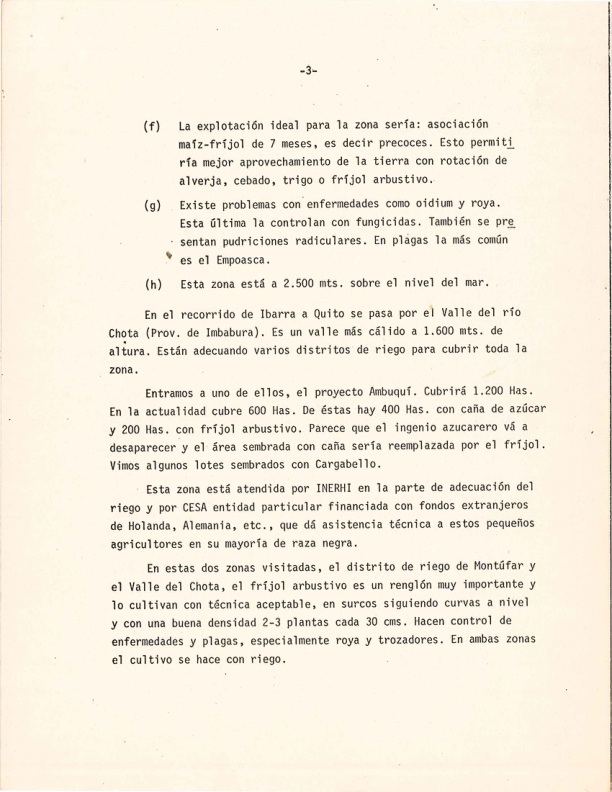 -3-
(f) La explotación ideal para la zona sería: asociación
maíz-fríjol de 7 meses, es decir precoces. Esto permiti
ría mejor aprovechamiento de la tierra con rotación de
alverja, cebado, trigo o fríjol arbustivo.
(g) Existe problemas con enfermedades como oidium y roya.
Esta última la controlan con fungicidas. También se pre
sentan pudriciones radiculares. En plagas la más común
es el Empoasca.
(h) Esta zona está a 2.500 mts. sobre el nivel del mar.
En el recorrido de Ibarra a Quito se pasa por el Valle del río
Chota (Prov. de Imbabura). Es un valle más cálido a 1.600 mts. de
altura. Están adecuando varios distritos de riego para cubrir toda la
zona.
Entramos a uno de ellos, el proyecto Ambuquí. Cubrirá 1.200 Has.
En la actualidad cubre 600 Has. De éstas hay 400 Has. con caña de azúcar
y 200 Has. con fríjol arbustivo. Parece que el ingenio azucarero vá a
desaparecer y el área sembrada con caña sería reemplazada por el fríjol.
Vimos algunos lotes sembrados con Cargabello.
Esta zona está atendida por INERHI en la parte de adecuación del
riego y por CESA entidad particular financiada con fondos extranjeros
de Holanda, Alemania, etc., que dá asistencia técnica a estos pequeños
agricultores en su mayoría de raza negra.
En estas dos zonas visitadas, el distrito de riego de Montúfar y
el Valle del Chota, el fríjol arbustivo es un renglón muy importante y
lo cultivan con técnica aceptable, en surcos siguiendo curvas a nivel
y con una buena densidad 2-3 plantas cada 30 cms. Hacen control de
enfermedades y plagas, especialmente roya y trozadores. En ambas zonas
el cultivo se hace con riego.